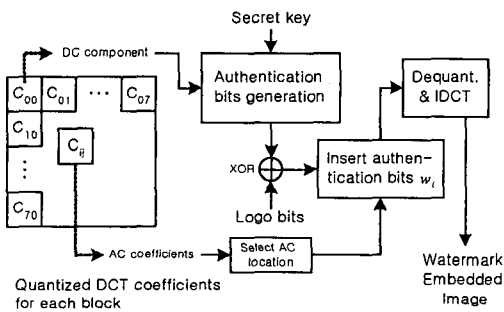 Secret key
DC component
Authentication
bits generation
Dequant.
& IDCT
C00 C01 ... C07
C10
Cij
⋮
C70
XOR
Insert authen-
tication bits wi
Logo bits
AC coefficients
Select AC
location
Watermark
Embedded
Image
Quantized DCT coefficients
for each block